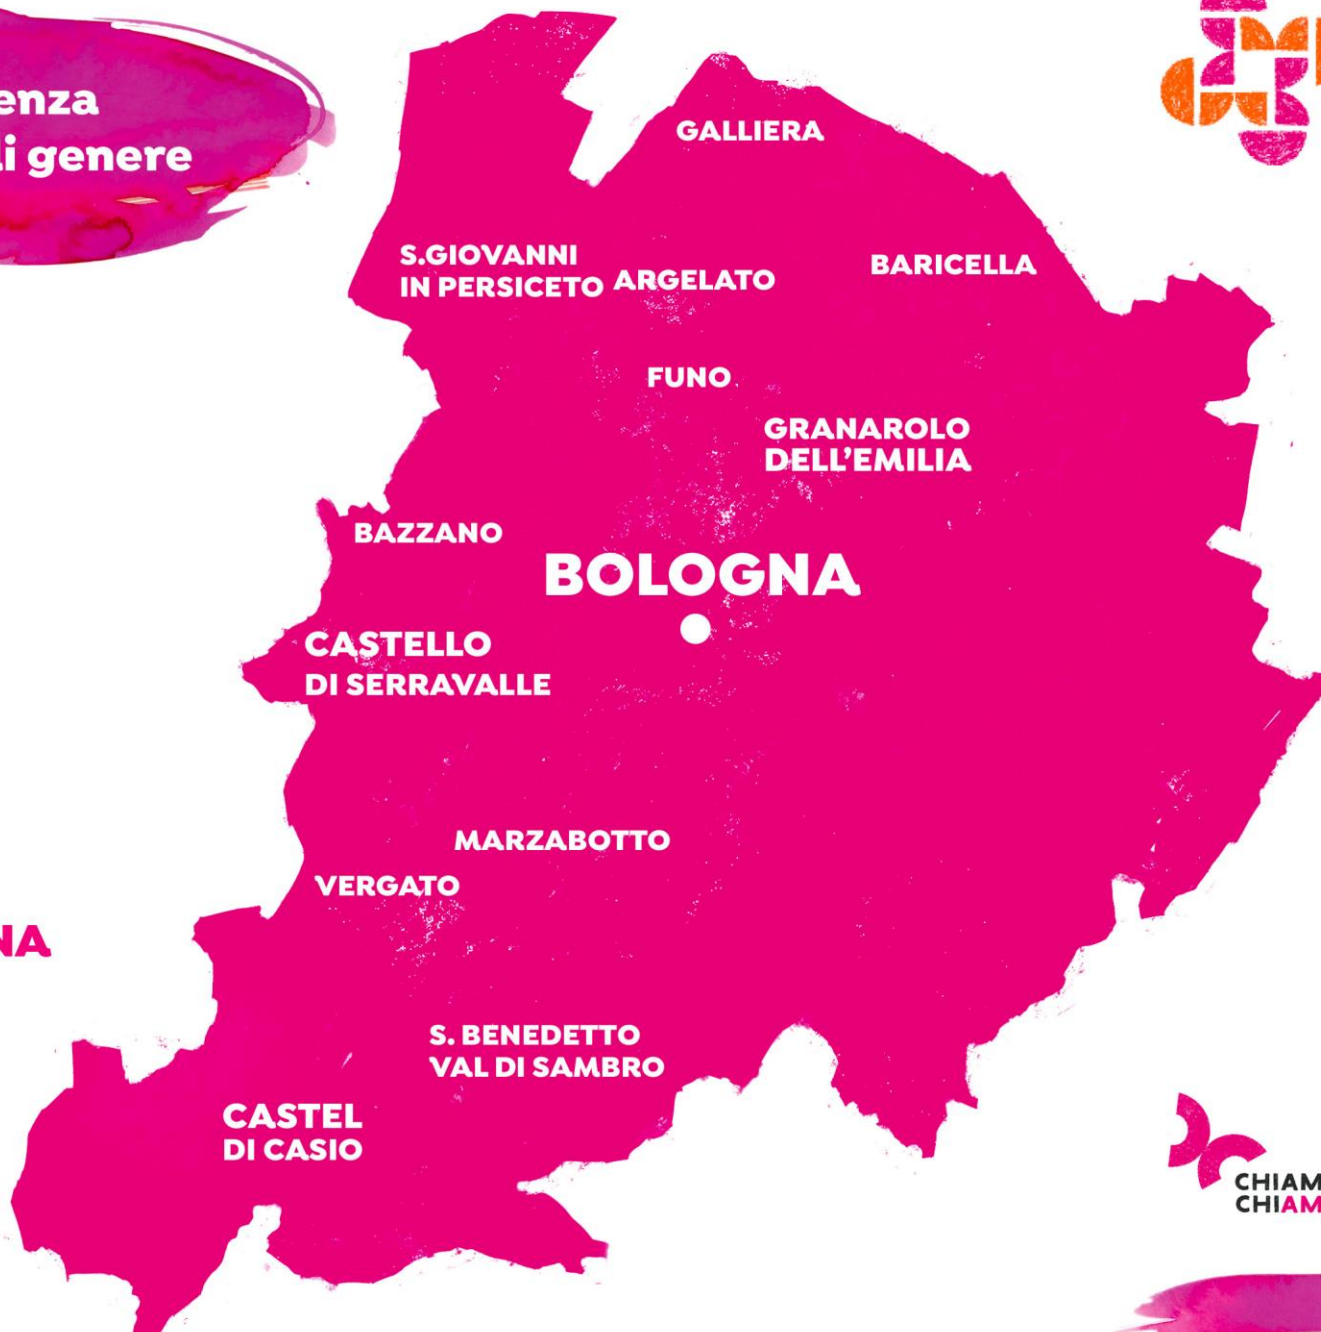 enza
di genere
GALLIERA
S.GIOVANNI
IN PERSICETO
ARGELATO
BARICELLA
FUNO
GRANAROLO
DELL'EMILIA
BAZZANO
BOLOGNA
CASTELLO
DI SERRAVALLE
MARZABOTTO
VERGATO
NA
S. BENEDETTO
VAL DI SAMBRO
CASTEL
DI CASIO
CHIAM
CHIAM